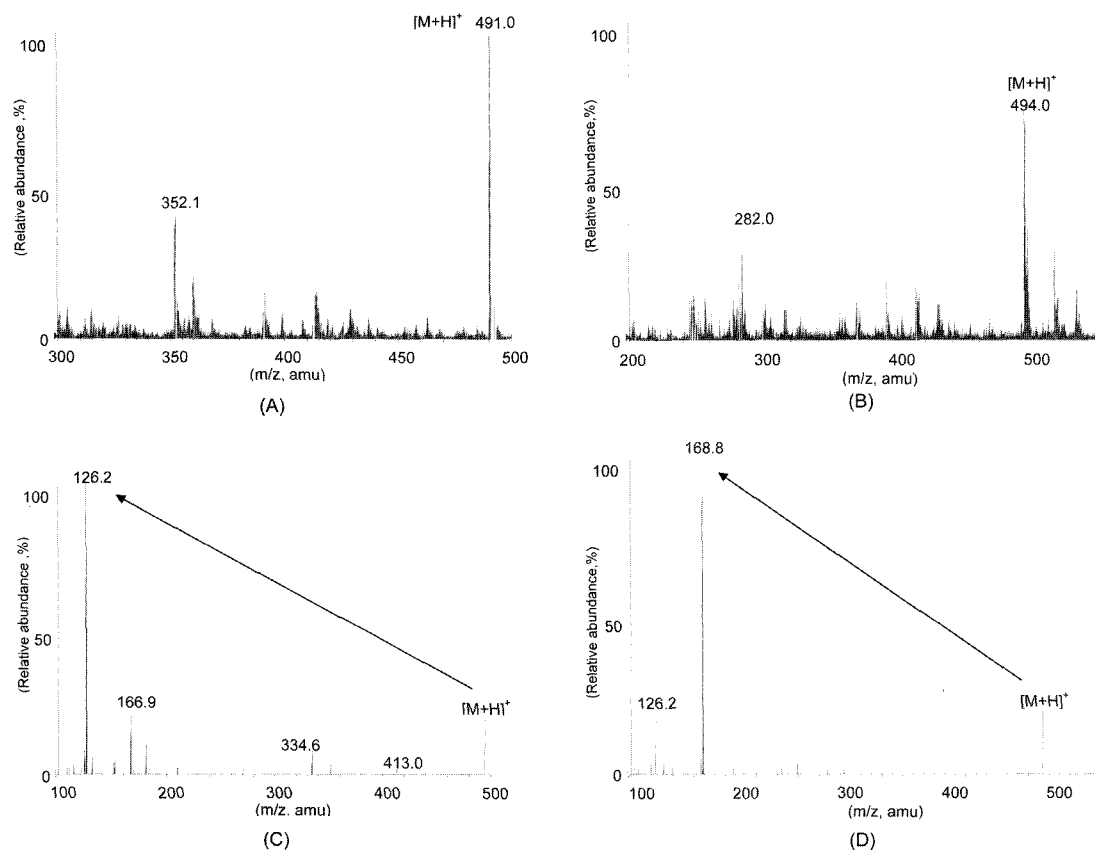 [M+H]+ 491.0
100
(Relative abundance ,%)
352.1
50
0
300 350 400 450 500
(m/z, amu)
(A)
100
(Relative abundance,%)
[M+H]+
494.0
50
282.0
0
200 300 400 500
(m/z, amu)
(B)
126.2
100
(Relative abundance ,%)
50
166.9
[M+H]+
334.6
413.0
0
100 200 300 400 500
(m/z. amu)
(C)
168.8
100
(Relative abundance,%)
50
126.2
[M+H]+
0
100 200 300 400 500
(m/z, amu)
(D)